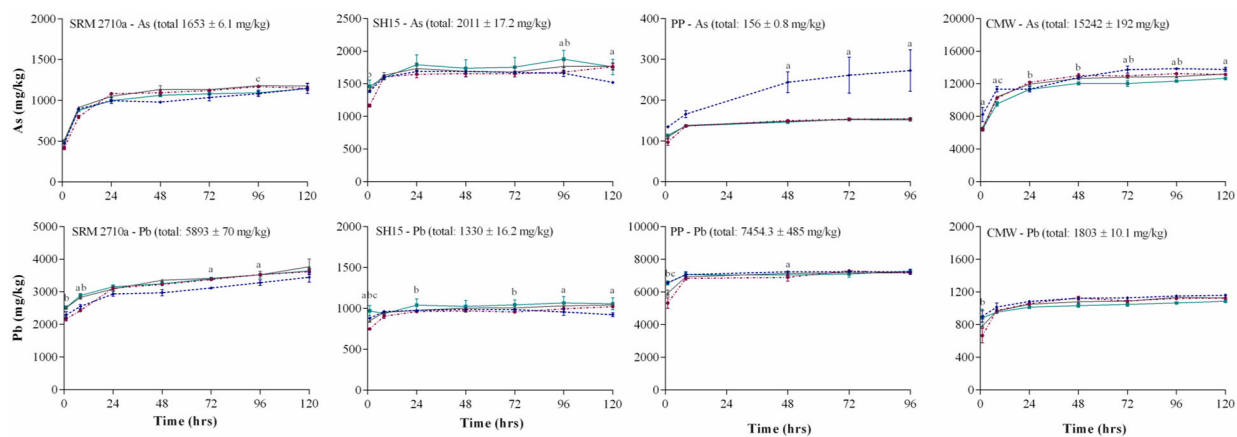 SRM 2710a - As (total 1653 ± 6.1 mg/kg)
As (mg/kg)
1500
1000
500
0
c
0 24 48 72 96 120
SH15 - As (total: 2011 ± 17.2 mg/kg)
2500
2000
1500
1000
500
0
b
ab
a
0 24 48 72 96 120
PP - As (total: 156 ± 0.8 mg/kg)
400
300
200
100
0
a
a
a
0 24 48 72 96
CMW - As (total: 15242 ± 192 mg/kg)
20000
16000
12000
8000
4000
0
a
ac
b
b
ab
ab
a
0 24 48 72 96 120
SRM 2710a - Pb (total: 5893 ± 70 mg/kg)
Pb (mg/kg)
5000
4000
3000
2000
1000
0
b
ab
a
a
0 24 48 72 96 120
Time (hrs)
SH15 - Pb (total: 1330 ± 16.2 mg/kg)
2000
1500
1000
500
0
abc
b
b
a
a
0 24 48 72 96 120
Time (hrs)
PP - Pb (total: 7454.3 ± 485 mg/kg)
10000
8000
6000
4000
2000
0
bc
a
0 24 48 72 96
Time (hrs)
CMW - Pb (total: 1803 ± 10.1 mg/kg)
2000
1600
1200
800
400
0
b
0 24 48 72 96 120
Time (hrs)